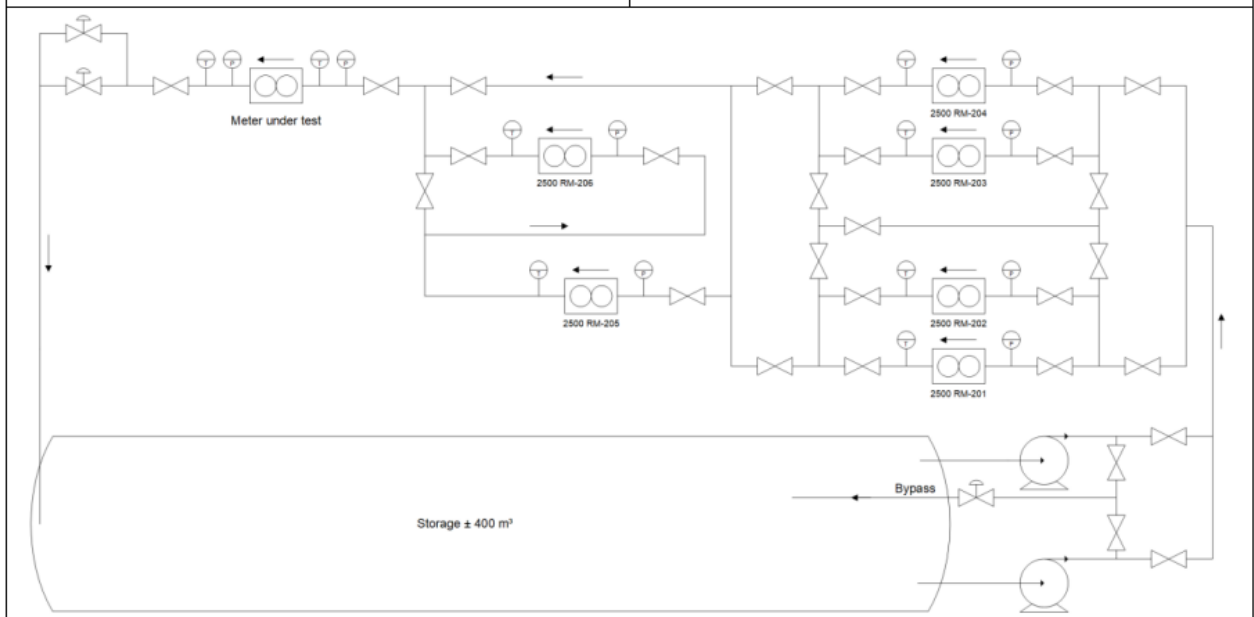 T
P
T
P
T
P
Meter under test
2500 RM-204
T
P
T
P
2500 RM-206
2500 RM-203
T
P
T
P
2500 RM-205
2500 RM-202
T
P
2500 RM-201
Bypass
Storage ± 400 m³